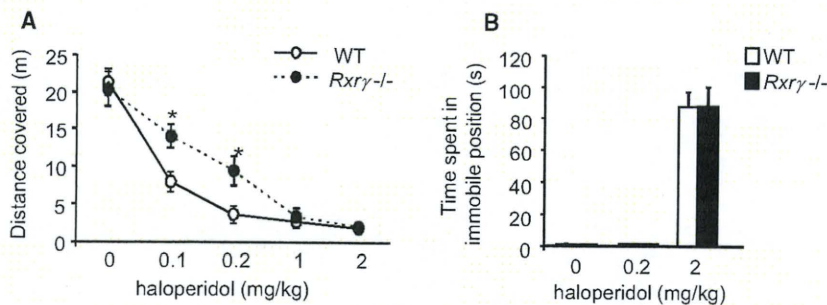 A
Distance covered (m)
25
20
15
10
5
0
WT
Rxrγ-/-
*
*
0 0.1 0.2 1 2
haloperidol (mg/kg)
B
Time spent in
immobile position (s)
120
100
80
60
40
20
0
WT
Rxrγ-/-
0 0.2 2
haloperidol (mg/kg)